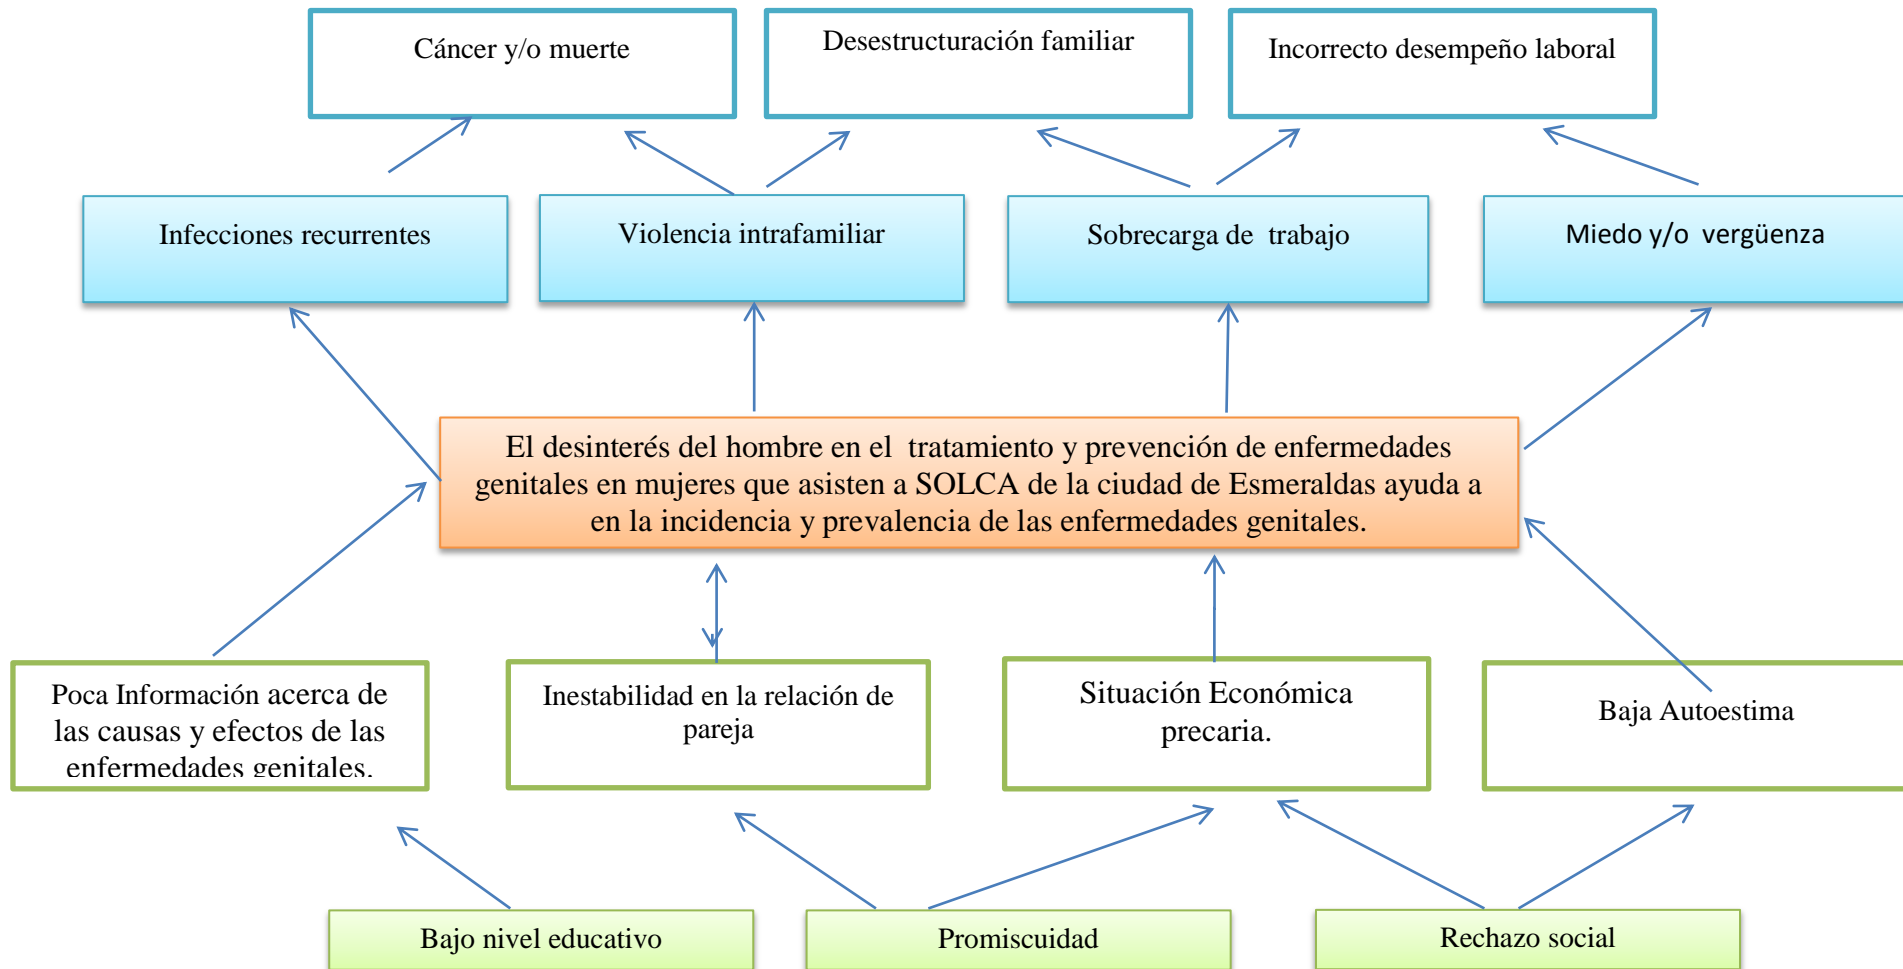 Cáncer y/o muerte
Desestructuración familiar
Incorrecto desempeño laboral
Infecciones recurrentes
Violencia intrafamiliar
Sobrecarga de trabajo
Miedo y/o vergüenza
El desinterés del hombre en el tratamiento y prevención de enfermedades
genitales en mujeres que asisten a SOLCA de la ciudad de Esmeraldas ayuda a
en la incidencia y prevalencia de las enfermedades genitales.
Poca Información acerca de
las causas y efectos de las
enfermedades genitales.
Inestabilidad en la relación de
pareja
Situación Económica
precaria.
Baja Autoestima
Bajo nivel educativo
Promiscuidad
Rechazo social